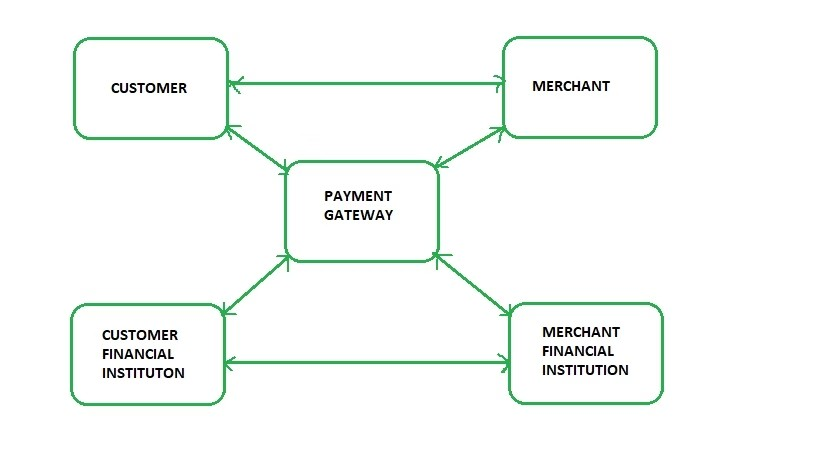 CUSTOMER
MERCHANT
PAYMENT
GATEWAY
CUSTOMER
FINANCIAL
INSTITUTON
MERCHANT
FINANCIAL
INSTITUTION